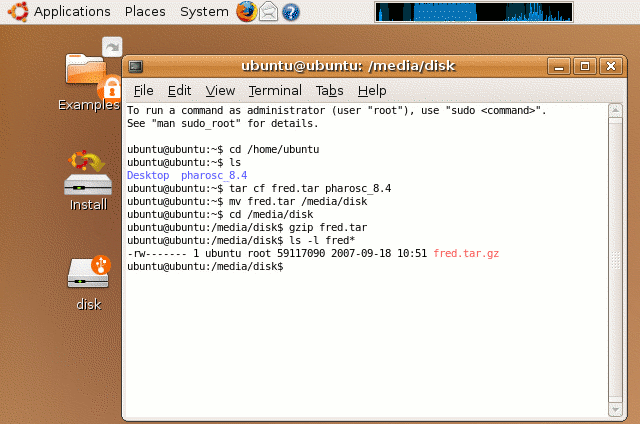 Applications Places System
ubuntu@ubuntu: /media/disk
File Edit View Terminal Tabs Help
To run a command as administrator (user "root"), use "sudo <command>".
See "man sudo_root" for details.
ubuntu@ubuntu:~$ cd /home/ubuntu
ubuntu@ubuntu:~$ ls
Desktop  pharosc_8.4
ubuntu@ubuntu:~$ tar cf fred.tar pharosc_8.4
ubuntu@ubuntu:~$ mv fred.tar /media/disk
ubuntu@ubuntu:~$ cd /media/disk
ubuntu@ubuntu:/media/disk$ gzip fred.tar
ubuntu@ubuntu:/media/disk$ ls -l fred*
-rw------- 1 ubuntu root 59117090 2007-09-18 10:51 fred.tar.gz
ubuntu@ubuntu:/media/disk$
Examples
Install
disk